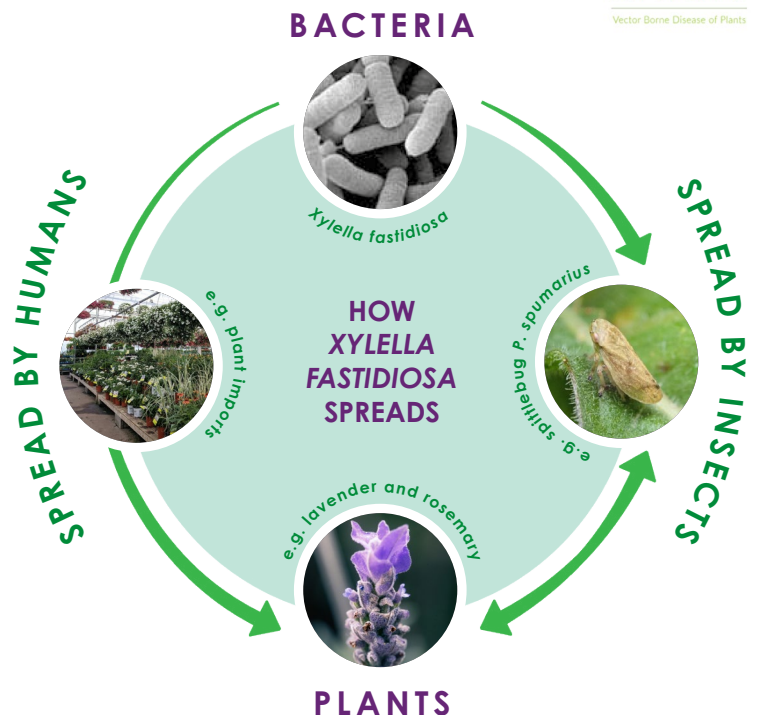 BACTERIA
Vector Borne Disease of Plants
Xylella fastidiosa
SPREAD BY HUMANS
SPREAD BY INSECTS
e.g. plant imports
HOW
XYLELLA
FASTIDIOSA
SPREADS
e.g. spittlebug P. spumarius
e.g. lavender and rosemary
PLANTS